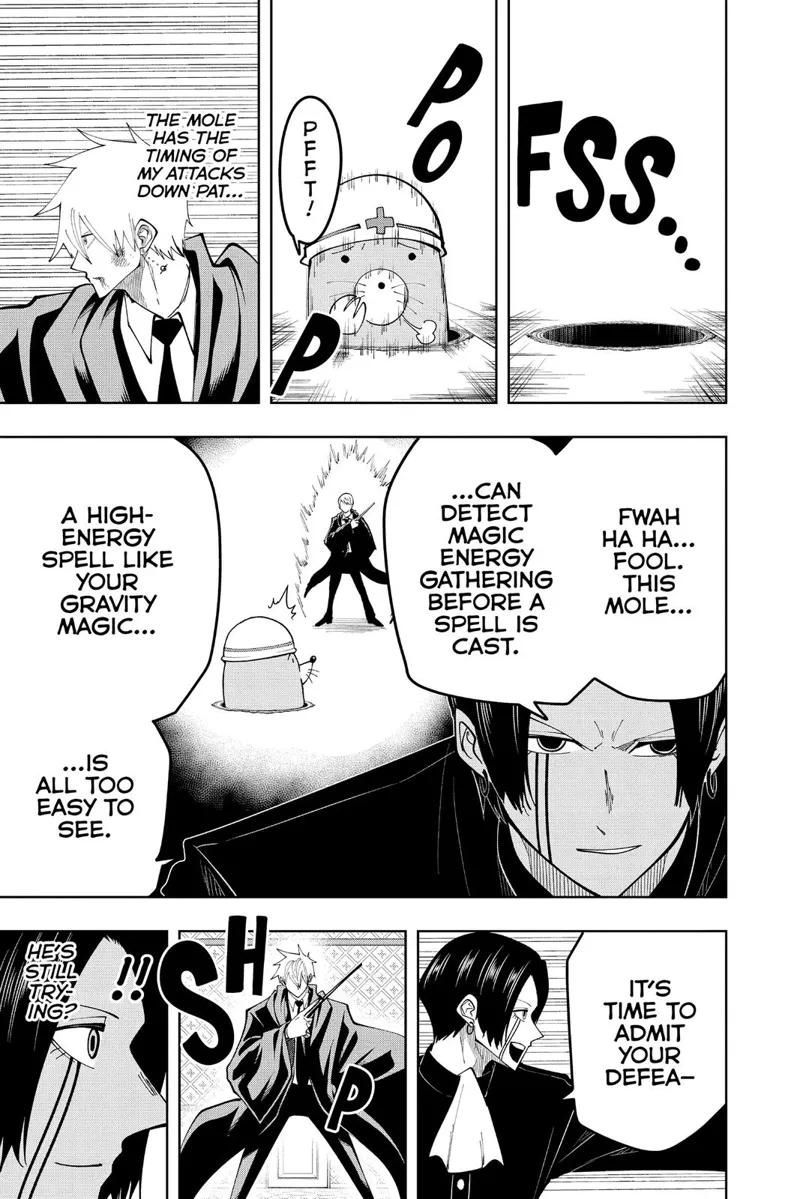 FSS...
PO
P
PFFT!
THE MOLE
HAS THE
TIMING OF
MY ATTACKS
DOWN PAT...
FWAH
HA HA...
FOOL.
THIS
MOLE...
...CAN
DETECT
MAGIC
ENERGY
GATHERING
BEFORE A
SPELL IS
CAST.
A HIGH-
ENERGY
SPELL LIKE
YOUR
GRAVITY
MAGIC...
...IS
ALL TOO
EASY TO
SEE.
IT'S
TIME TO
ADMIT
YOUR
DEFEA–
SH
P
!!
HE'S
STILL
TRY-
ING?